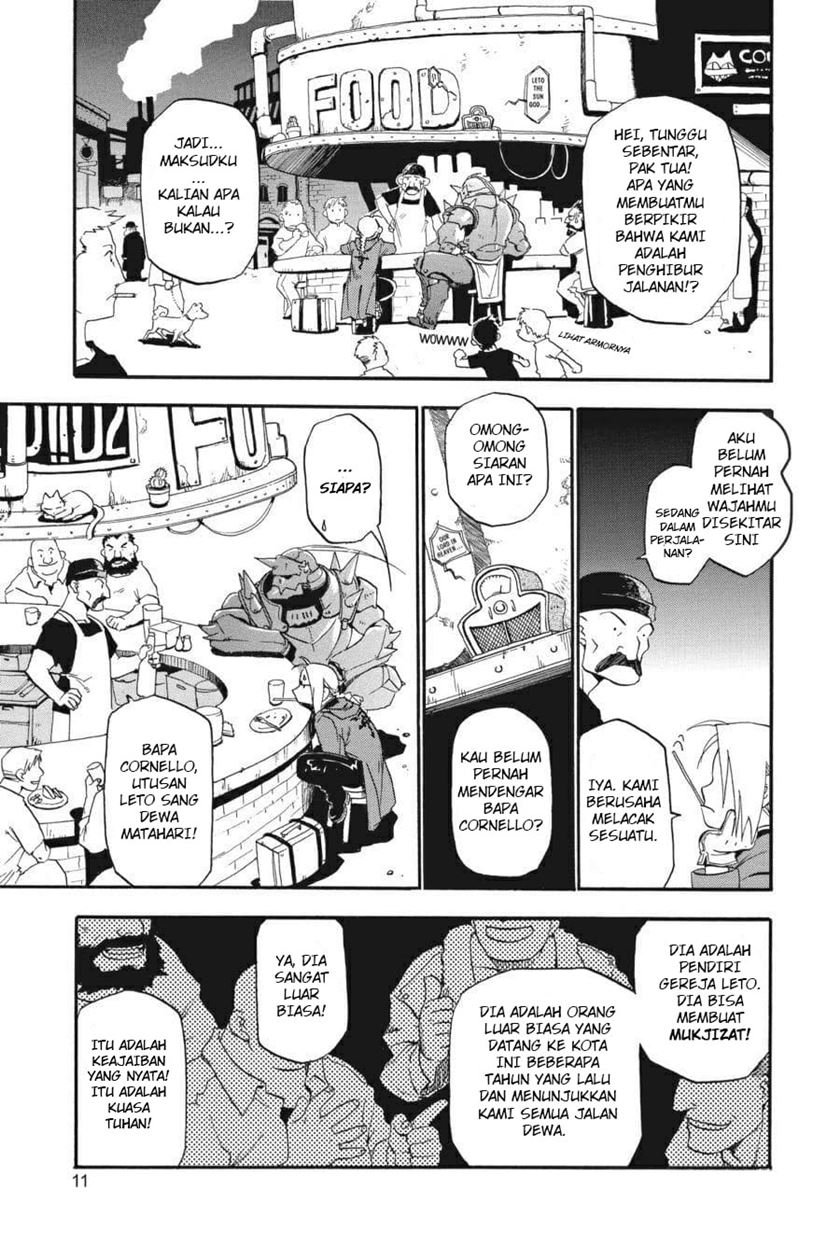 FOOD
LETO
THE
SUN
GOD...
HEI, TUNGGU
SEBENTAR,
PAK TUA!
APA YANG
MEMBUATMU
BERPIKIR
BAHWA KAMI
ADALAH
PENGHIBUR
JALANAN!?
JADI...
MAKSUDKU
...
KALIAN APA
KALAU
BUKAN...?
WOWWW
LIHAT ARMORNYA
AKU
BELUM
PERNAH
MELIHAT
WAJAHMU
DISEKITAR
SINI
SEDANG
DALAM
PERJALA-
NAN?
IYA. KAMI
BERUSAHA
MELACAK
SESUATU.
OMONG-
OMONG
SIARAN
APA INI?
OUR
LORD IN
HEAVEN...
KAU BELUM
PERNAH
MENDENGAR
BAPA
CORNELLO?
...
SIAPA?
BAPA
CORNELLO,
UTUSAN
LETO SANG
DEWA
MATAHARI!
DIA ADALAH
PENDIRI
GEREJA LETO.
DIA BISA
MEMBUAT
MUKJIZAT!
DIA ADALAH ORANG
LUAR BIASA YANG
DATANG KE KOTA
INI BEBERAPA
TAHUN YANG LALU
DAN MENUNJUKKAN
KAMI SEMUA JALAN
DEWA.
YA, DIA
SANGAT
LUAR
BIASA!
ITU ADALAH
KEAJAIBAN
YANG NYATA!
ITU ADALAH
KUASA
TUHAN!
11